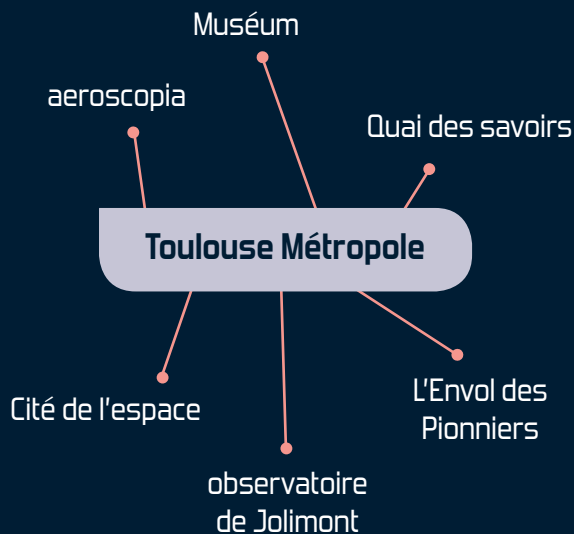 Muséum
aeroscopia
Quai des savoirs
Toulouse Métropole
Cité de l'espace
L'Envol des
Pionniers
observatoire
de Jolimont